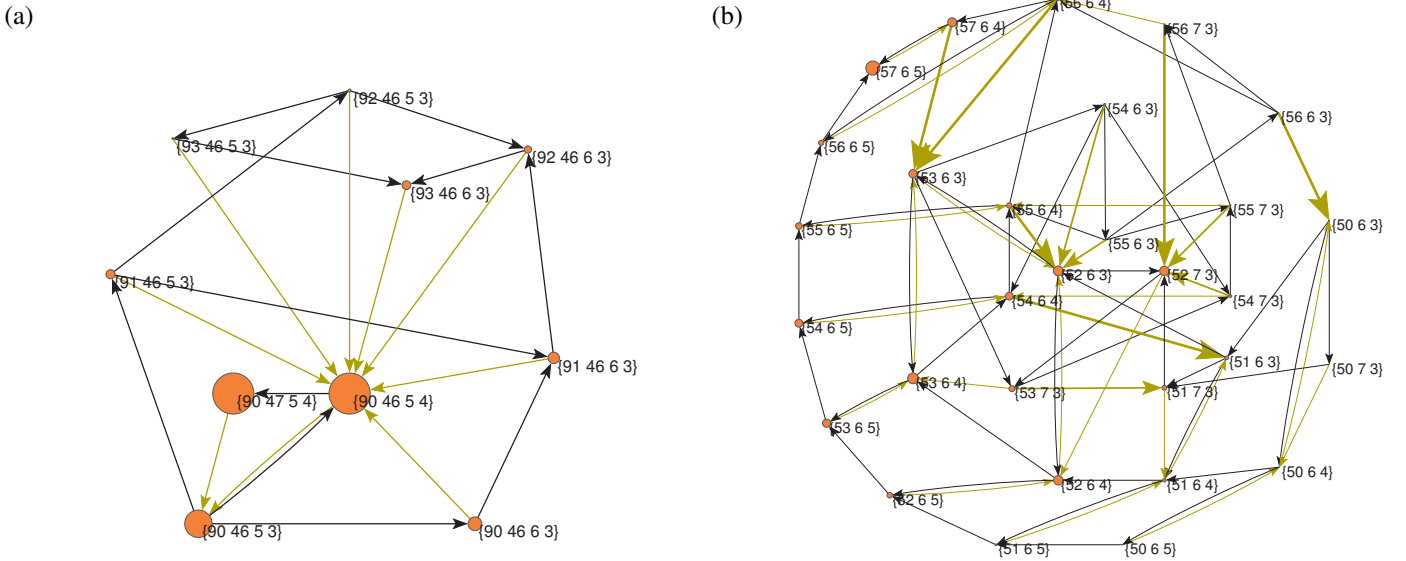 (a)
(b)
{92 46 5 3}
{93 46 5 3}
{92 46 6 3}
{93 46 6 3}
{91 46 5 3}
{91 46 6 3}
{90 47 5 4}
{90 46 5 4}
{90 46 5 3}
{90 46 6 3}
{56 6 4}
{57 6 4}
{56 7 3}
{57 6 5}
{54 6 3}
{56 6 3}
{56 6 5}
{53 6 3}
{55 6 4}
{55 7 3}
{55 6 5}
{50 6 3}
{55 6 3}
{52 6 3}
{52 7 3}
{54 6 4}
{54 7 3}
{54 6 5}
{51 6 3}
{50 7 3}
{53 6 4}
{53 7 3}
{51 7 3}
{53 6 5}
{50 6 4}
{52 6 4}
{51 6 4}
{52 6 5}
{51 6 5}
{50 6 5}